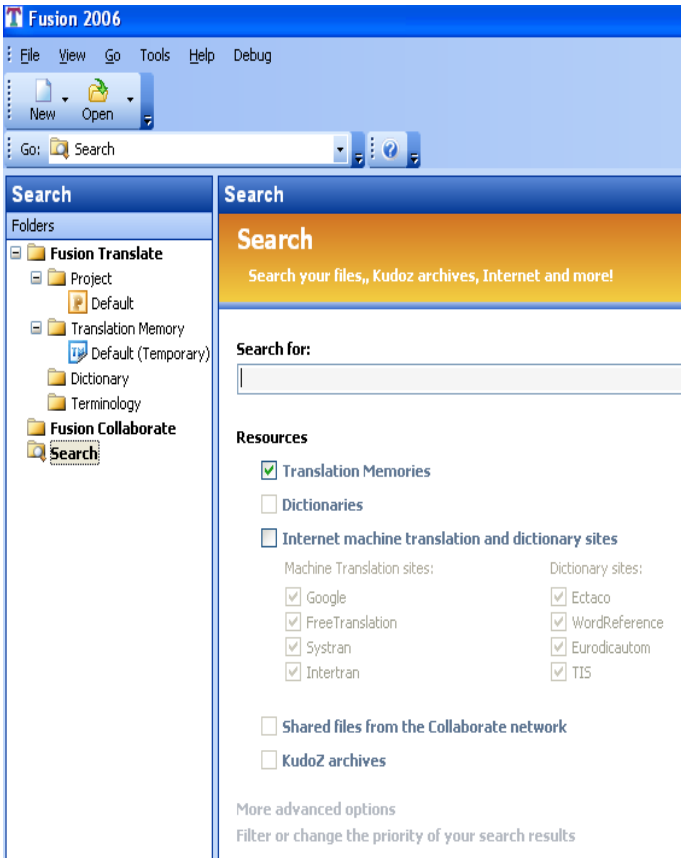 Fusion 2006
File View Go Tools Help Debug
New Open
Go: Search
Search
Folders
Fusion Translate
Project
Default
Translation Memory
Default (Temporary)
Dictionary
Terminology
Fusion Collaborate
Search
Search
Search
Search your files,, Kudoz archives, Internet and more!
Search for:
Resources
Translation Memories
Dictionaries
Internet machine translation and dictionary sites
Machine Translation sites: Dictionary sites:
Google Ectaco
FreeTranslation WordReference
Systran Eurodicautom
Intertran TIS
Shared files from the Collaborate network
KudoZ archives
More advanced options
Filter or change the priority of your search results